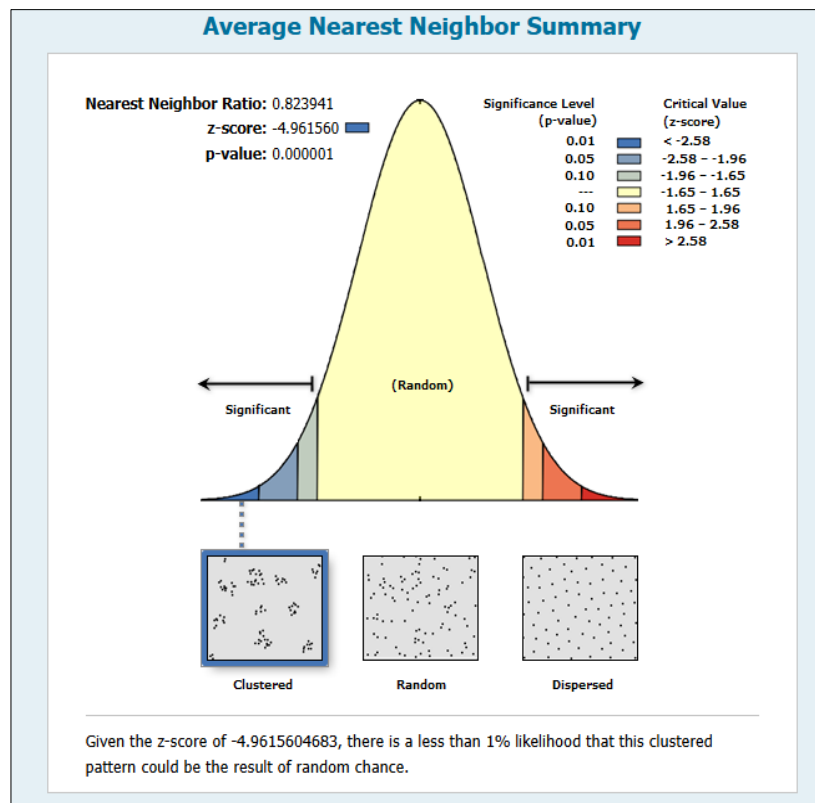 Average Nearest Neighbor Summary
Nearest Neighbor Ratio: 0.823941
z-score: -4.961560
p-value: 0.000001
Significance Level
(p-value)
Critical Value
(z-score)
0.01 < -2.58
0.05 -2.58 – -1.96
0.10 -1.96 – -1.65
--- -1.65 – 1.65
0.10 1.65 – 1.96
0.05 1.96 – 2.58
0.01 > 2.58
(Random)
Significant
Significant
Clustered
Random
Dispersed
Given the z-score of -4.9615604683, there is a less than 1% likelihood that this clustered
pattern could be the result of random chance.